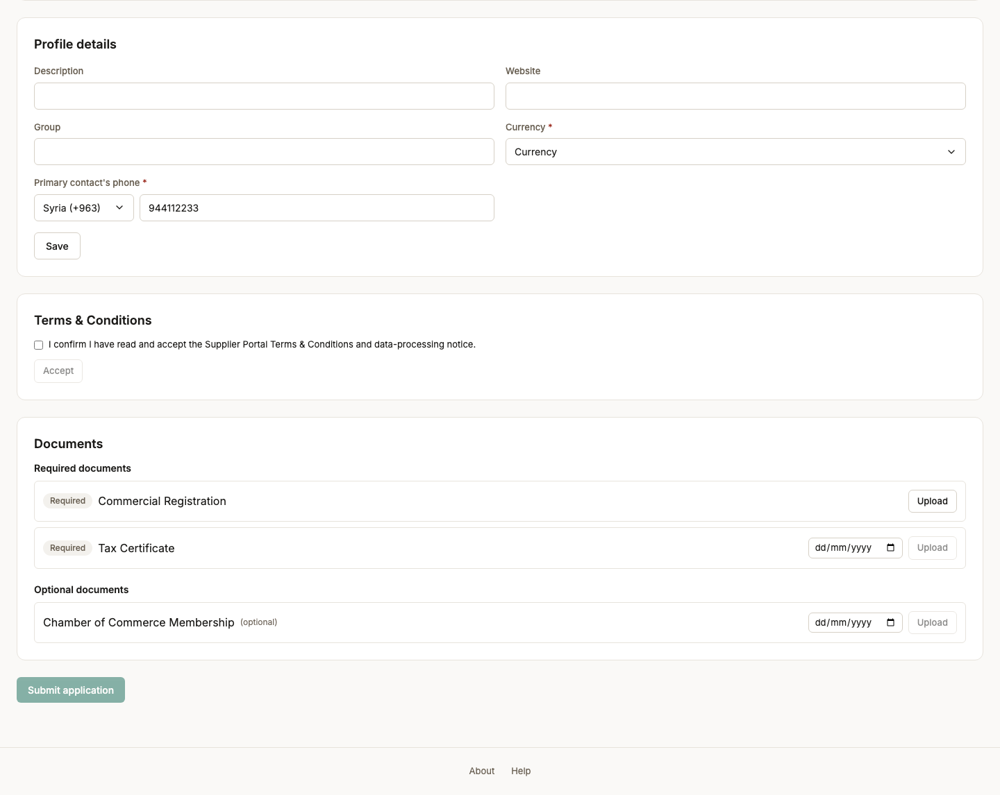 Profile details
Description
Website
Group
Currency *
Currency
Primary contact's phone *
Syria (+963)
944112233
Save
Terms & Conditions
I confirm I have read and accept the Supplier Portal Terms & Conditions and data-processing notice.
Accept
Documents
Required documents
Required Commercial Registration Upload
Required Tax Certificate dd/mm/yyyy Upload
Optional documents
Chamber of Commerce Membership (optional) dd/mm/yyyy Upload
Submit application
About Help